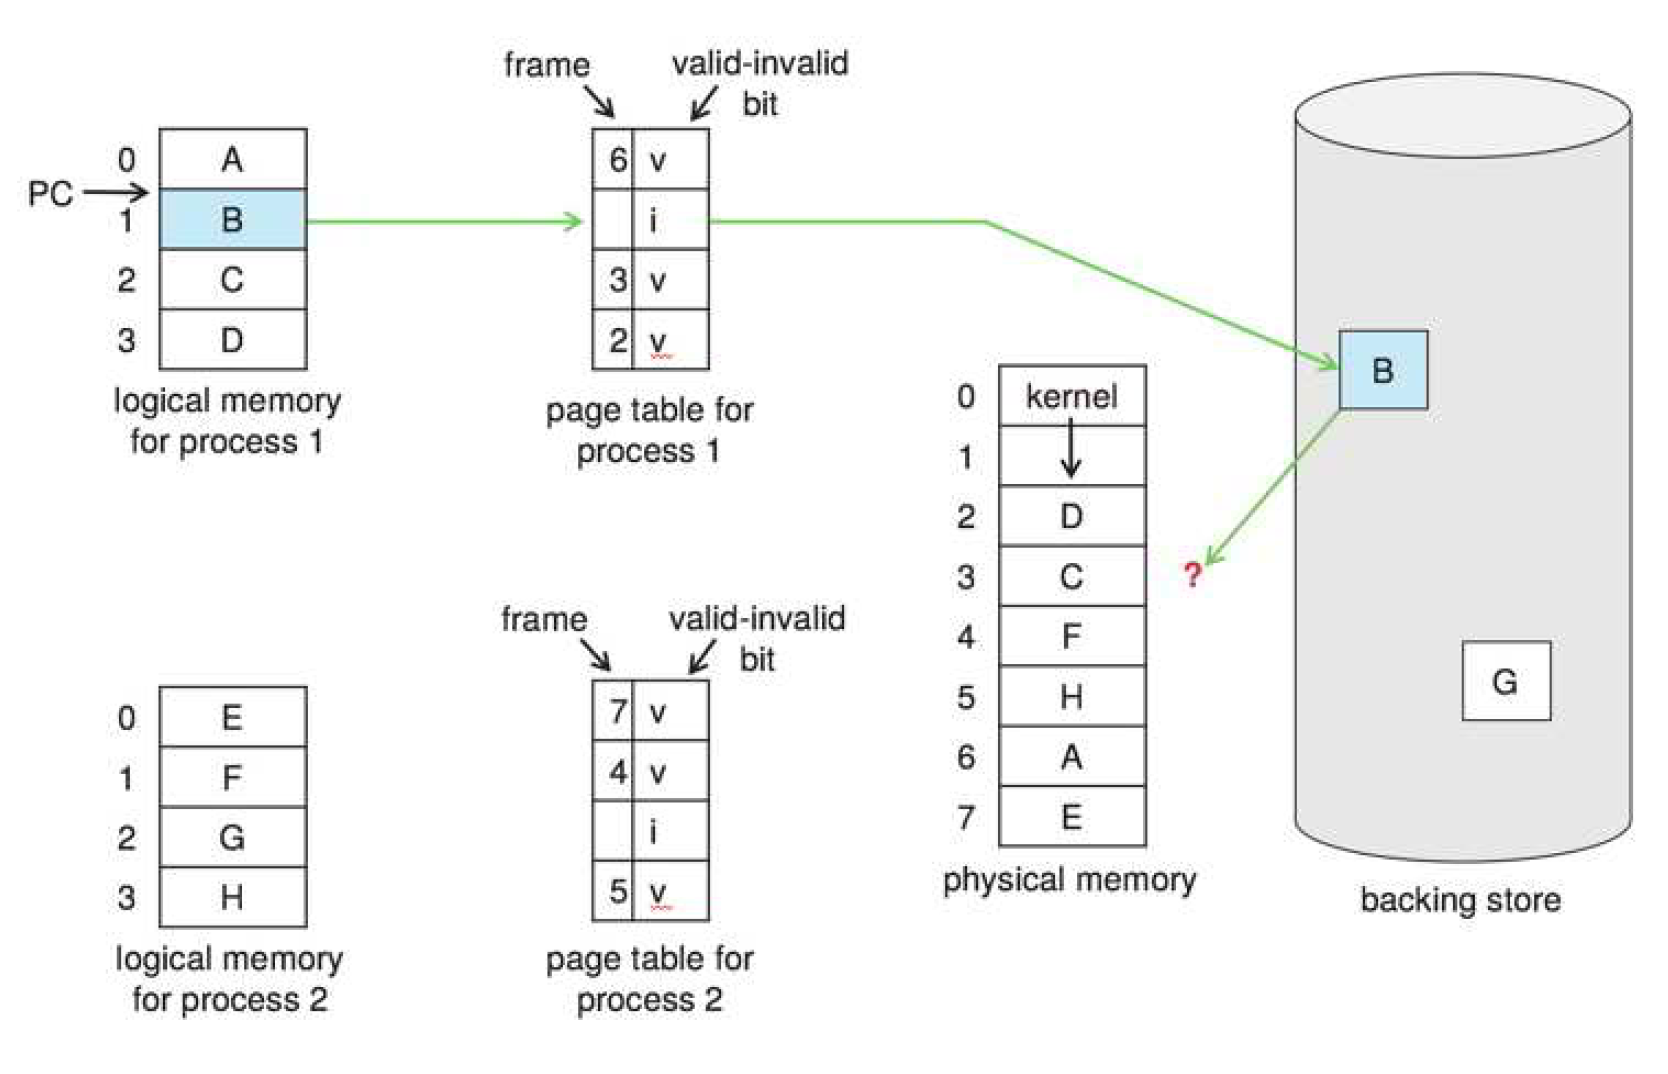 frame
valid-invalid
bit
0 A
PC
1 B
2 C
3 D
logical memory
for process 1
6 v
i
3 v
2 v
page table for
process 1
0 kernel
1
2 D
3 C
4 F
5 H
6 A
7 E
physical memory
?
B
G
backing store
0 E
1 F
2 G
3 H
logical memory
for process 2
frame
valid-invalid
bit
7 v
4 v
i
5 v
page table for
process 2